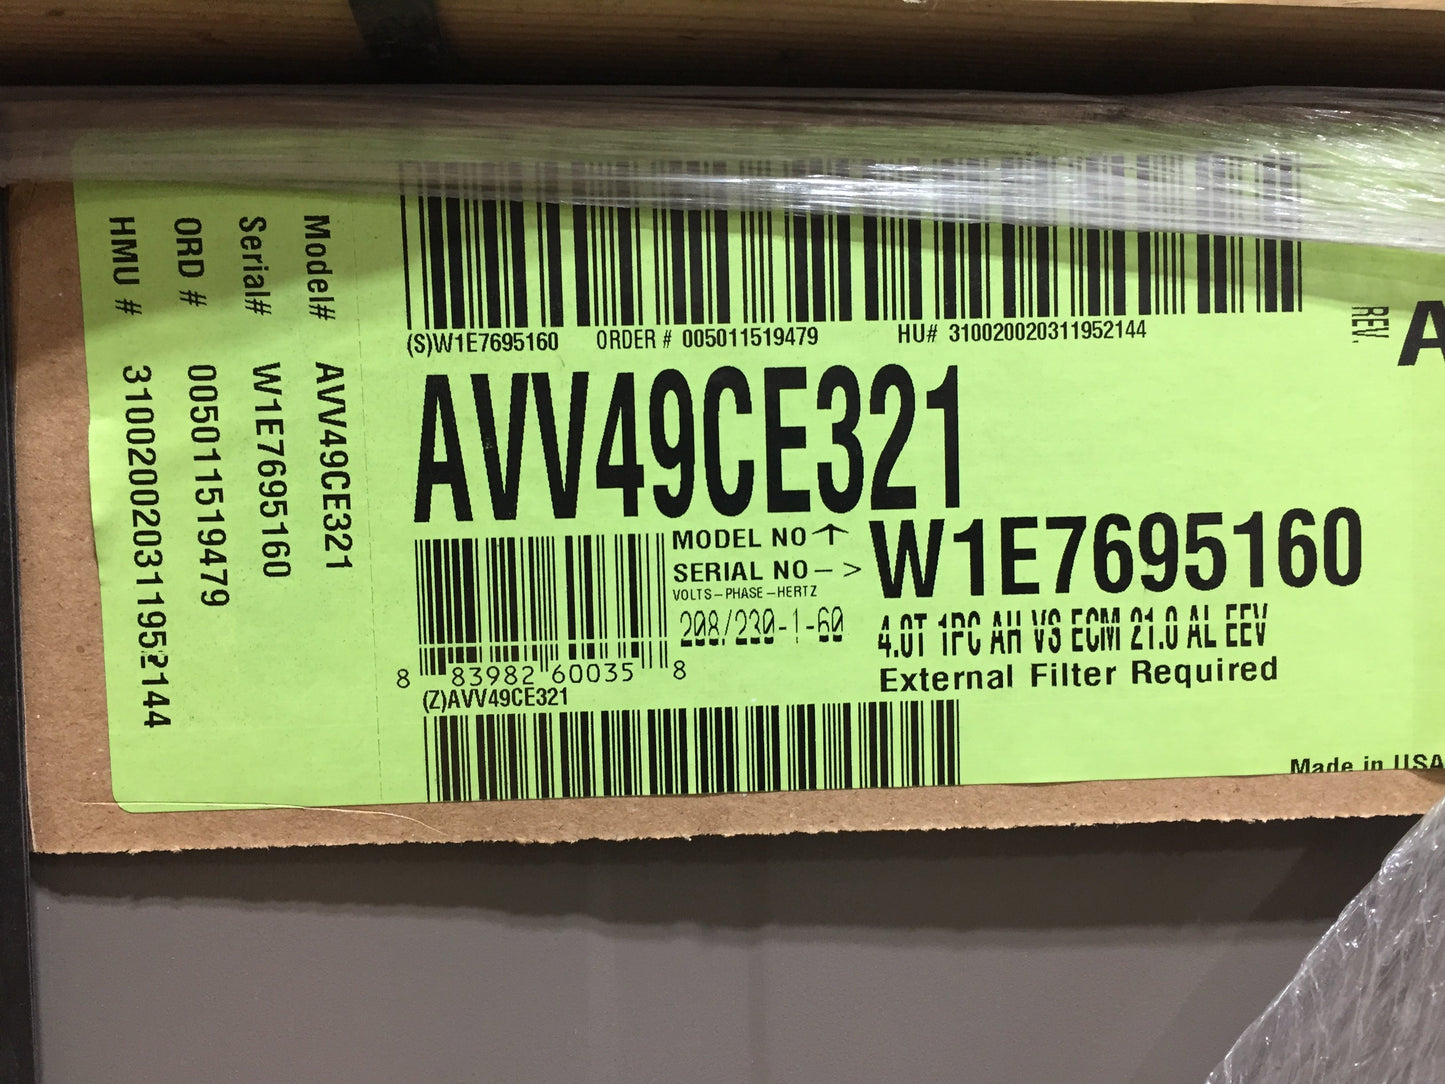 Model# AVV49CE321
Serial# W1E7695160
ORD # 005011519479
HMU # 310020020311952144
(S)W1E7695160 ORDER # 005011519479 HU# 310020020311952144
REV. A
AVV49CE321
MODEL NO ↑
SERIAL NO –> W1E7695160
VOLTS–PHASE–HERTZ
208/230-1-60
4.0T 1PC AH VS ECM 21.0 AL EEV
External Filter Required
8 83982 60035 8
(Z)AVV49CE321
Made in USA